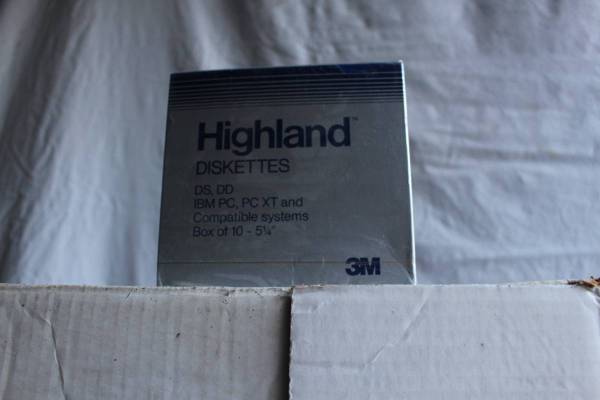 Highland™
DISKETTES
DS, DD
IBM PC, PC XT and
Compatible systems
Box of 10 - 5¼"
3M